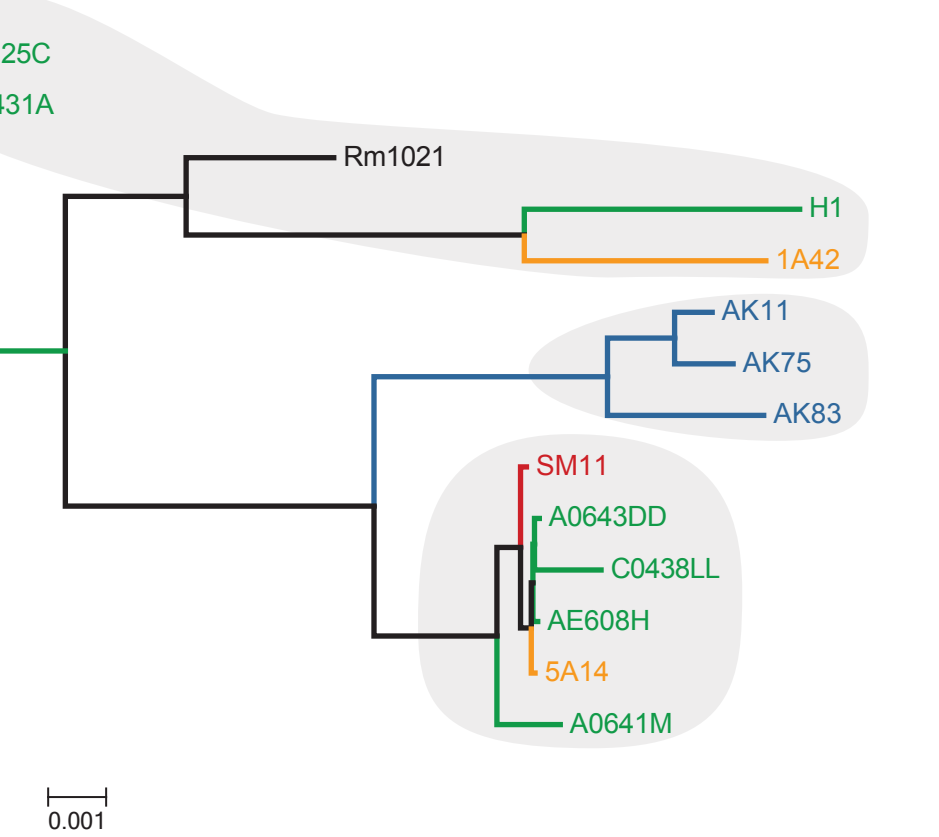 25C
431A
Rm1021
H1
1A42
AK11
AK75
AK83
SM11
A0643DD
C0438LL
AE608H
5A14
A0641M
0.001